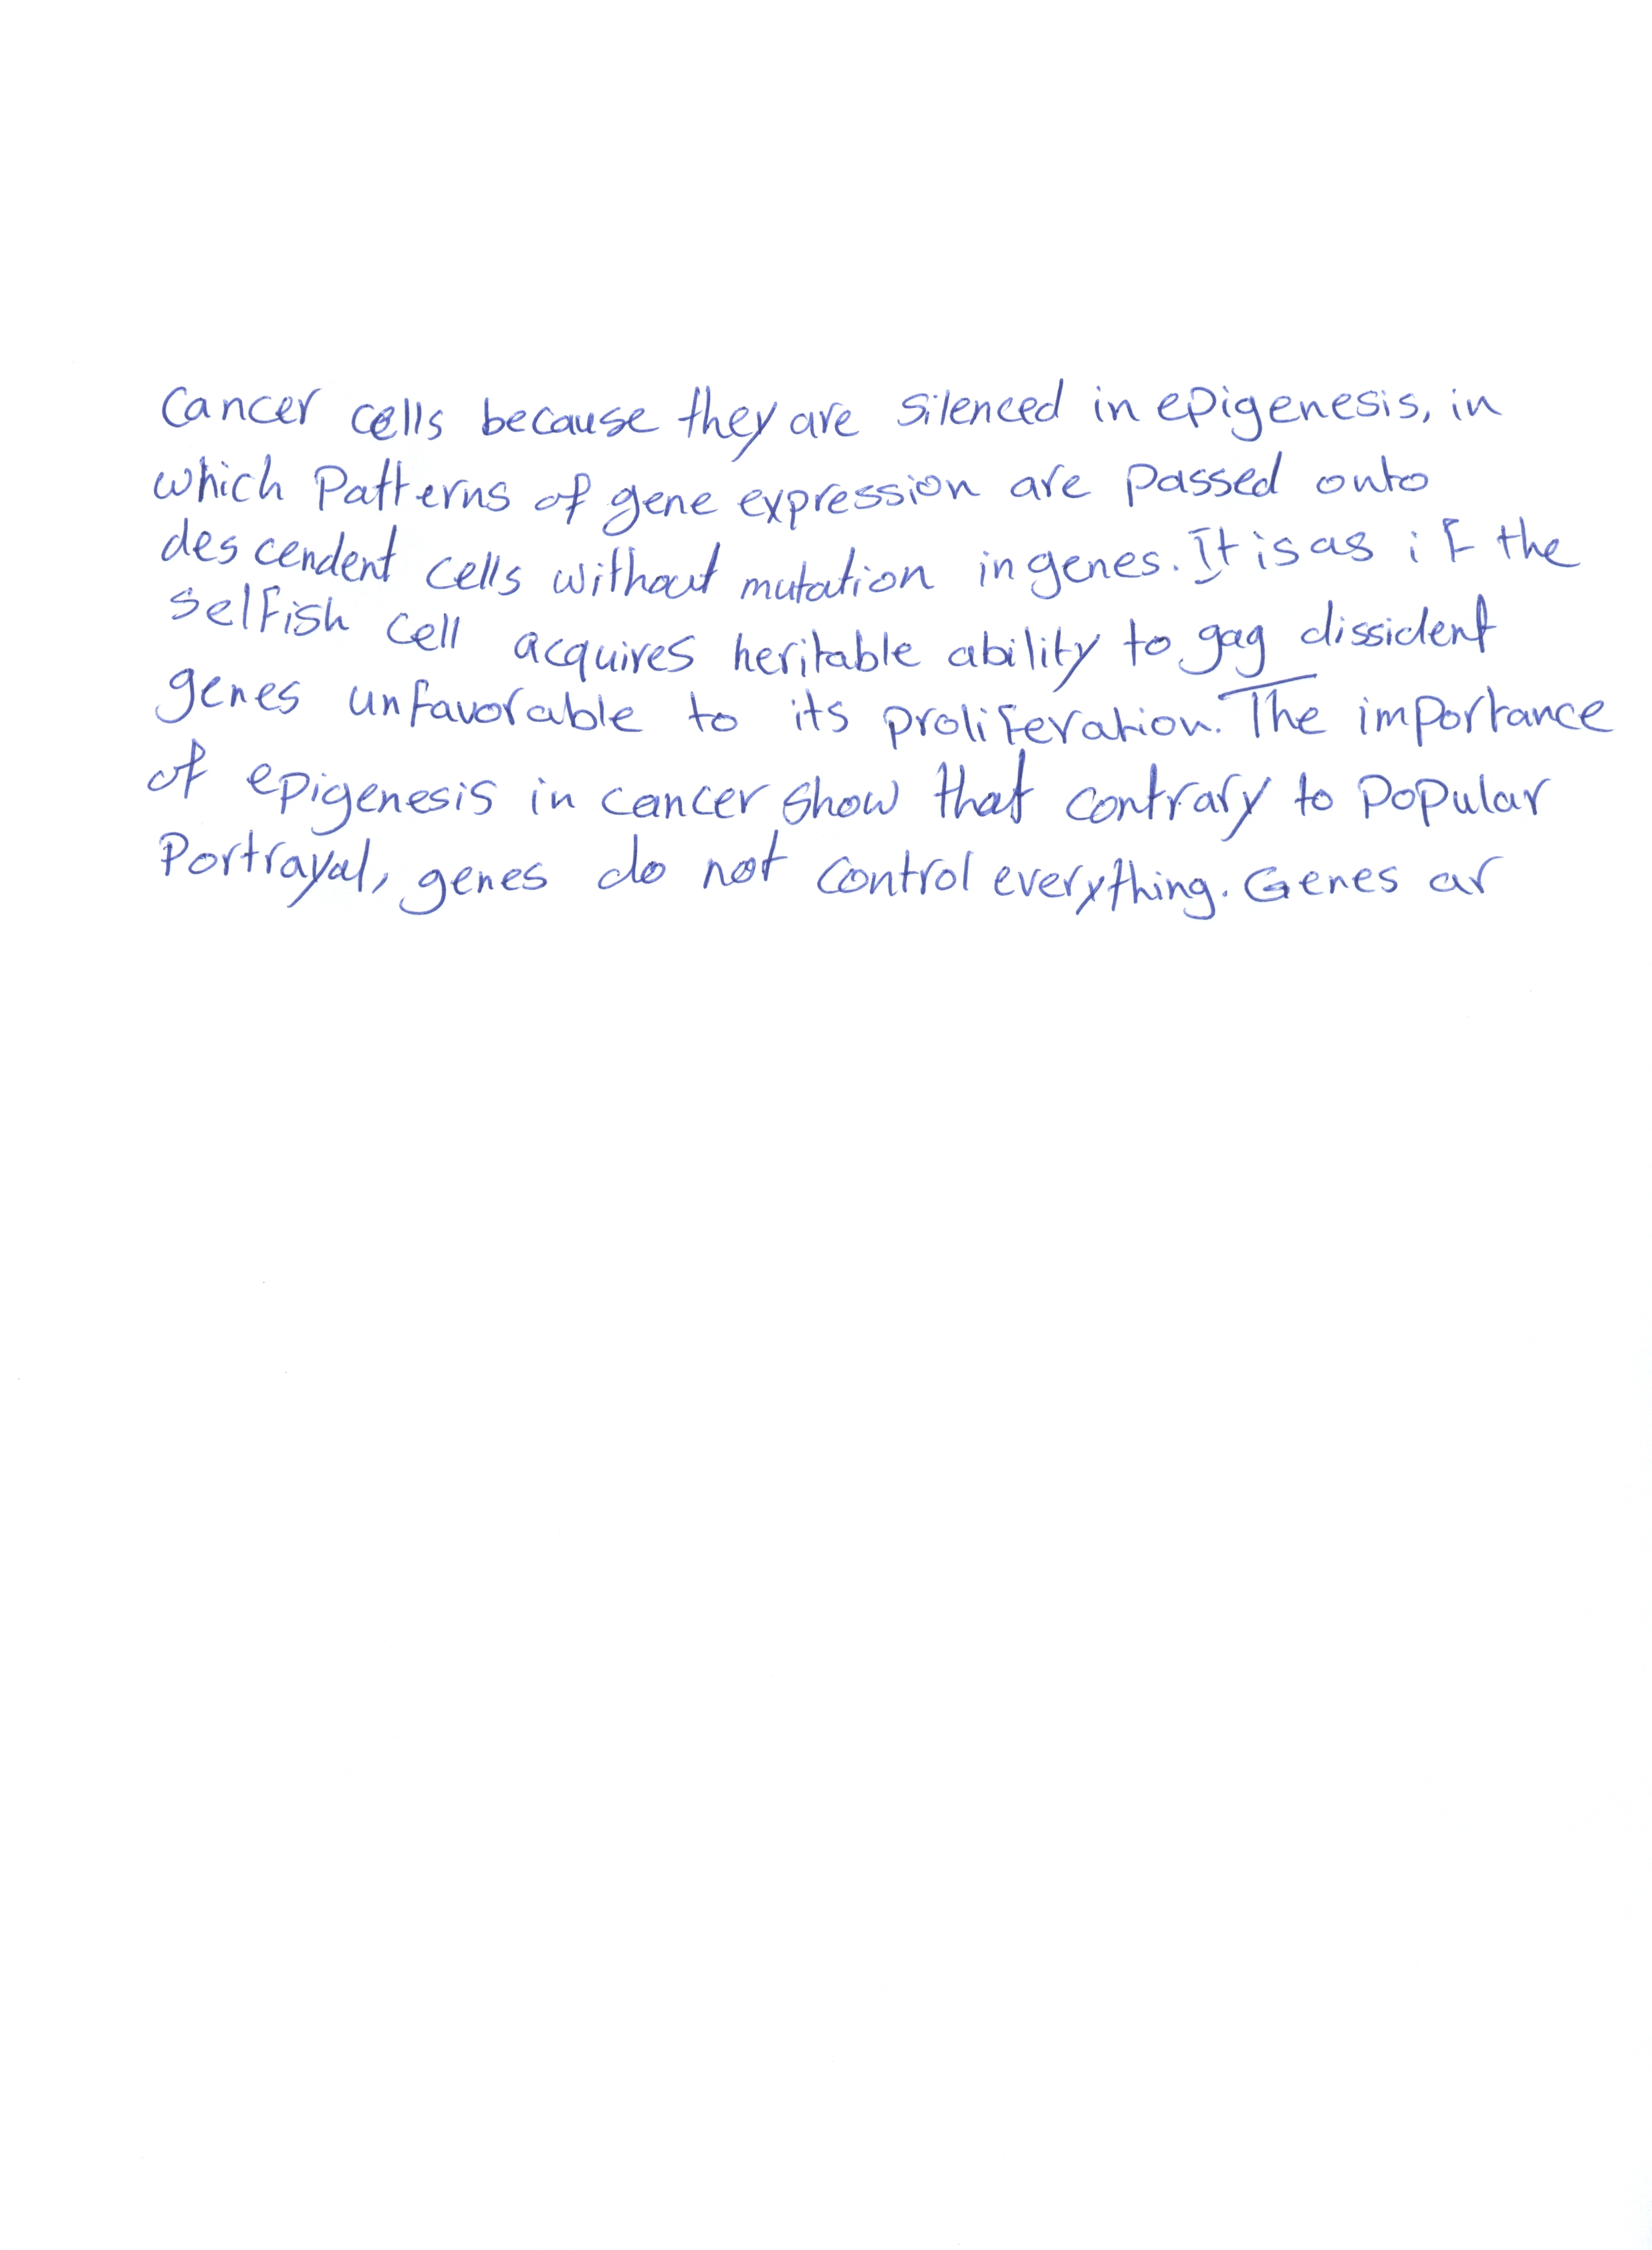 Cancer cells because they are silenced in epigenesis, in
which Patterns of gene expression are passed onto
descendent cells without mutation in genes. It is as if the
selfish cell acquires heritable ability to gag dissident
genes unfavorable to its proliferation. The importance
of epigenesis in cancer show that contrary to Popular
Portrayal, genes do not control everything. Genes ar